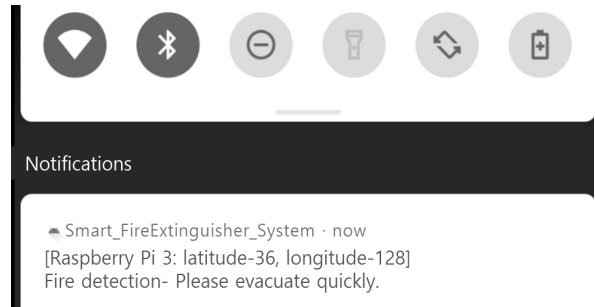 Notifications
Smart_FireExtinguisher_System · now
[Raspberry Pi 3: latitude-36, longitude-128]
Fire detection- Please evacuate quickly.